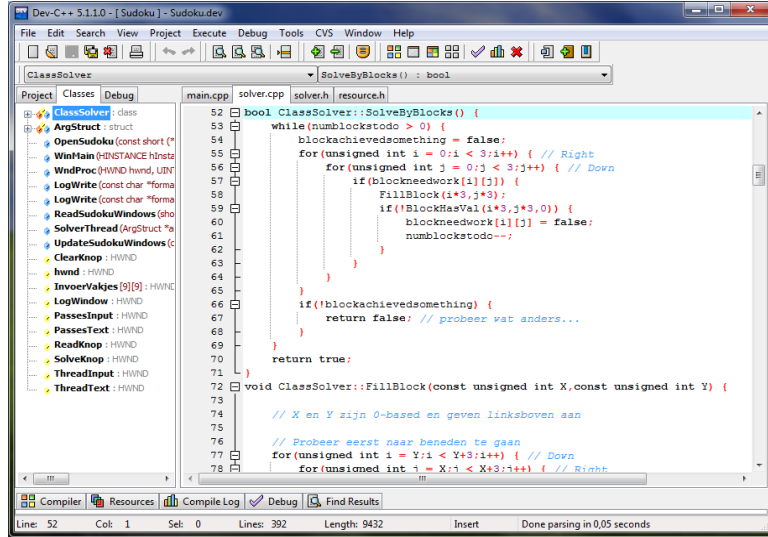 Dev-C++ 5.1.1.0 - [ Sudoku ] - Sudoku.dev
File Edit Search View Project Execute Debug Tools CVS Window Help
ClassSolver SolveByBlocks() : bool
Project Classes Debug main.cpp solver.cpp solver.h resource.h
ClassSolver : class
ArgStruct : struct
OpenSudoku (const short (*
WinMain (HINSTANCE hInsta
WndProc (HWND hwnd, UINT
LogWrite (const char *forma
LogWrite (const char *forma
ReadSudokuWindows (sho
SolverThread (ArgStruct *a
UpdateSudokuWindows (c
ClearKnop : HWND
hwnd : HWND
InvoerVakjes [9][9] : HWND
LogWindow : HWND
PassesInput : HWND
PassesText : HWND
ReadKnop : HWND
SolveKnop : HWND
ThreadInput : HWND
ThreadText : HWND
52 bool ClassSolver::SolveByBlocks() {
53 while(numblockstodo > 0) {
54 blockachievedsomething = false;
55 for(unsigned int i = 0;i < 3;i++) { // Right
56 for(unsigned int j = 0;j < 3;j++) { // Down
57 if(blockneedwork[i][j]) {
58 FillBlock(i*3,j*3);
59 if(!BlockHasVal(i*3,j*3,0)) {
60 blockneedwork[i][j] = false;
61 numblockstodo--;
62 }
63 }
64 }
65 }
66 if(!blockachievedsomething) {
67 return false; // probeer wat anders...
68 }
69 }
70 return true;
71 }
72 void ClassSolver::FillBlock(const unsigned int X,const unsigned int Y) {
73
74 // X en Y zijn 0-based en geven linksboven aan
75
76 // Probeer eerst naar beneden te gaan
77 for(unsigned int i = Y;i < Y+3;i++) { // Down
78 for(unsigned int j = X;j < X+3;j++) { // Right
Compiler Resources Compile Log Debug Find Results
Line: 52 Col: 1 Sel: 0 Lines: 392 Length: 9432 Insert Done parsing in 0,05 seconds